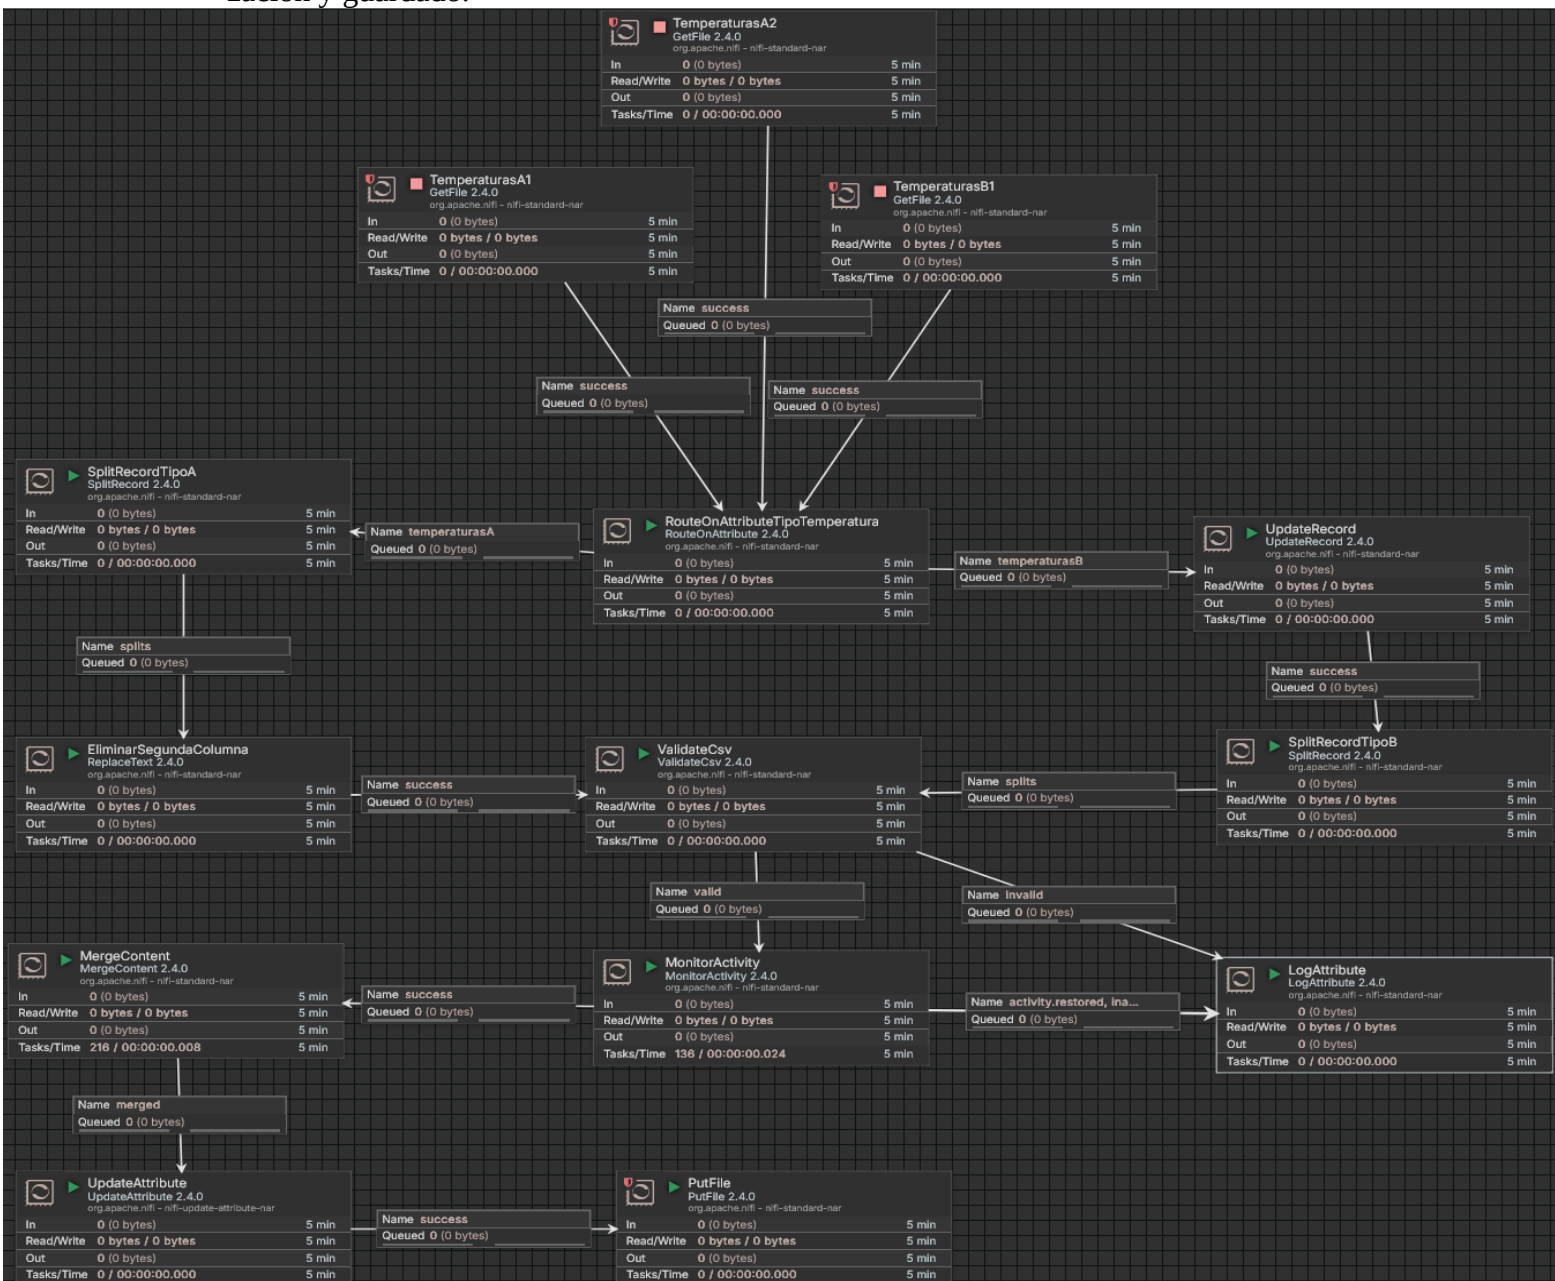 zación y guardado.
TemperaturasA2
GetFile 2.4.0
org.apache.nifi - nifi-standard-nar
In 0 (0 bytes) 5 min
Read/Write 0 bytes / 0 bytes 5 min
Out 0 (0 bytes) 5 min
Tasks/Time 0 / 00:00:00.000 5 min
TemperaturasA1
GetFile 2.4.0
org.apache.nifi - nifi-standard-nar
In 0 (0 bytes) 5 min
Read/Write 0 bytes / 0 bytes 5 min
Out 0 (0 bytes) 5 min
Tasks/Time 0 / 00:00:00.000 5 min
TemperaturasB1
GetFile 2.4.0
org.apache.nifi - nifi-standard-nar
In 0 (0 bytes) 5 min
Read/Write 0 bytes / 0 bytes 5 min
Out 0 (0 bytes) 5 min
Tasks/Time 0 / 00:00:00.000 5 min
Name success
Queued 0 (0 bytes)
Name success
Queued 0 (0 bytes)
Name success
Queued 0 (0 bytes)
SplitRecordTipoA
SplitRecord 2.4.0
org.apache.nifi - nifi-standard-nar
In 0 (0 bytes) 5 min
Read/Write 0 bytes / 0 bytes 5 min
Out 0 (0 bytes) 5 min
Tasks/Time 0 / 00:00:00.000 5 min
Name temperaturasA
Queued 0 (0 bytes)
RouteOnAttributeTipoTemperatura
RouteOnAttribute 2.4.0
org.apache.nifi - nifi-standard-nar
In 0 (0 bytes) 5 min
Read/Write 0 bytes / 0 bytes 5 min
Out 0 (0 bytes) 5 min
Tasks/Time 0 / 00:00:00.000 5 min
Name temperaturasB
Queued 0 (0 bytes)
UpdateRecord
UpdateRecord 2.4.0
org.apache.nifi - nifi-standard-nar
In 0 (0 bytes) 5 min
Read/Write 0 bytes / 0 bytes 5 min
Out 0 (0 bytes) 5 min
Tasks/Time 0 / 00:00:00.000 5 min
Name splits
Queued 0 (0 bytes)
Name success
Queued 0 (0 bytes)
EliminarSegundaColumna
ReplaceText 2.4.0
org.apache.nifi - nifi-standard-nar
In 0 (0 bytes) 5 min
Read/Write 0 bytes / 0 bytes 5 min
Out 0 (0 bytes) 5 min
Tasks/Time 0 / 00:00:00.000 5 min
Name success
Queued 0 (0 bytes)
ValidateCsv
ValidateCsv 2.4.0
org.apache.nifi - nifi-standard-nar
In 0 (0 bytes) 5 min
Read/Write 0 bytes / 0 bytes 5 min
Out 0 (0 bytes) 5 min
Tasks/Time 0 / 00:00:00.000 5 min
Name splits
Queued 0 (0 bytes)
SplitRecordTipoB
SplitRecord 2.4.0
org.apache.nifi - nifi-standard-nar
In 0 (0 bytes) 5 min
Read/Write 0 bytes / 0 bytes 5 min
Out 0 (0 bytes) 5 min
Tasks/Time 0 / 00:00:00.000 5 min
Name valid
Queued 0 (0 bytes)
Name invalid
Queued 0 (0 bytes)
MergeContent
MergeContent 2.4.0
org.apache.nifi - nifi-standard-nar
In 0 (0 bytes) 5 min
Read/Write 0 bytes / 0 bytes 5 min
Out 0 (0 bytes) 5 min
Tasks/Time 216 / 00:00:00.008 5 min
Name success
Queued 0 (0 bytes)
MonitorActivity
MonitorActivity 2.4.0
org.apache.nifi - nifi-standard-nar
In 0 (0 bytes) 5 min
Read/Write 0 bytes / 0 bytes 5 min
Out 0 (0 bytes) 5 min
Tasks/Time 136 / 00:00:00.024 5 min
Name activity.restored, ina...
Queued 0 (0 bytes)
LogAttribute
LogAttribute 2.4.0
org.apache.nifi - nifi-standard-nar
In 0 (0 bytes) 5 min
Read/Write 0 bytes / 0 bytes 5 min
Out 0 (0 bytes) 5 min
Tasks/Time 0 / 00:00:00.000 5 min
Name merged
Queued 0 (0 bytes)
UpdateAttribute
UpdateAttribute 2.4.0
org.apache.nifi - nifi-update-attribute-nar
In 0 (0 bytes) 5 min
Read/Write 0 bytes / 0 bytes 5 min
Out 0 (0 bytes) 5 min
Tasks/Time 0 / 00:00:00.000 5 min
Name success
Queued 0 (0 bytes)
PutFile
PutFile 2.4.0
org.apache.nifi - nifi-standard-nar
In 0 (0 bytes) 5 min
Read/Write 0 bytes / 0 bytes 5 min
Out 0 (0 bytes) 5 min
Tasks/Time 0 / 00:00:00.000 5 min